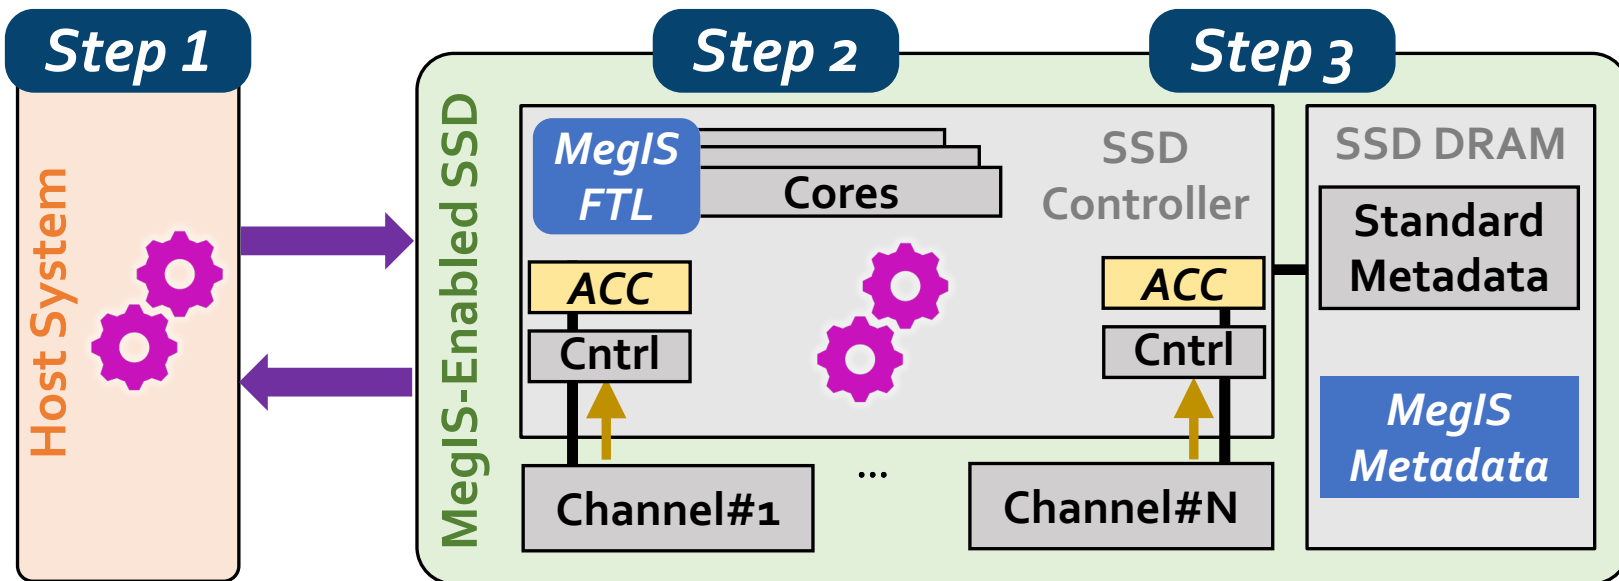 Step 1
Step 2
Step 3
Host System
MegIS-Enabled SSD
MegIS
FTL
Cores
SSD
Controller
ACC
Cntrl
ACC
Cntrl
Channel#1
...
Channel#N
SSD DRAM
Standard
Metadata
MegIS
Metadata